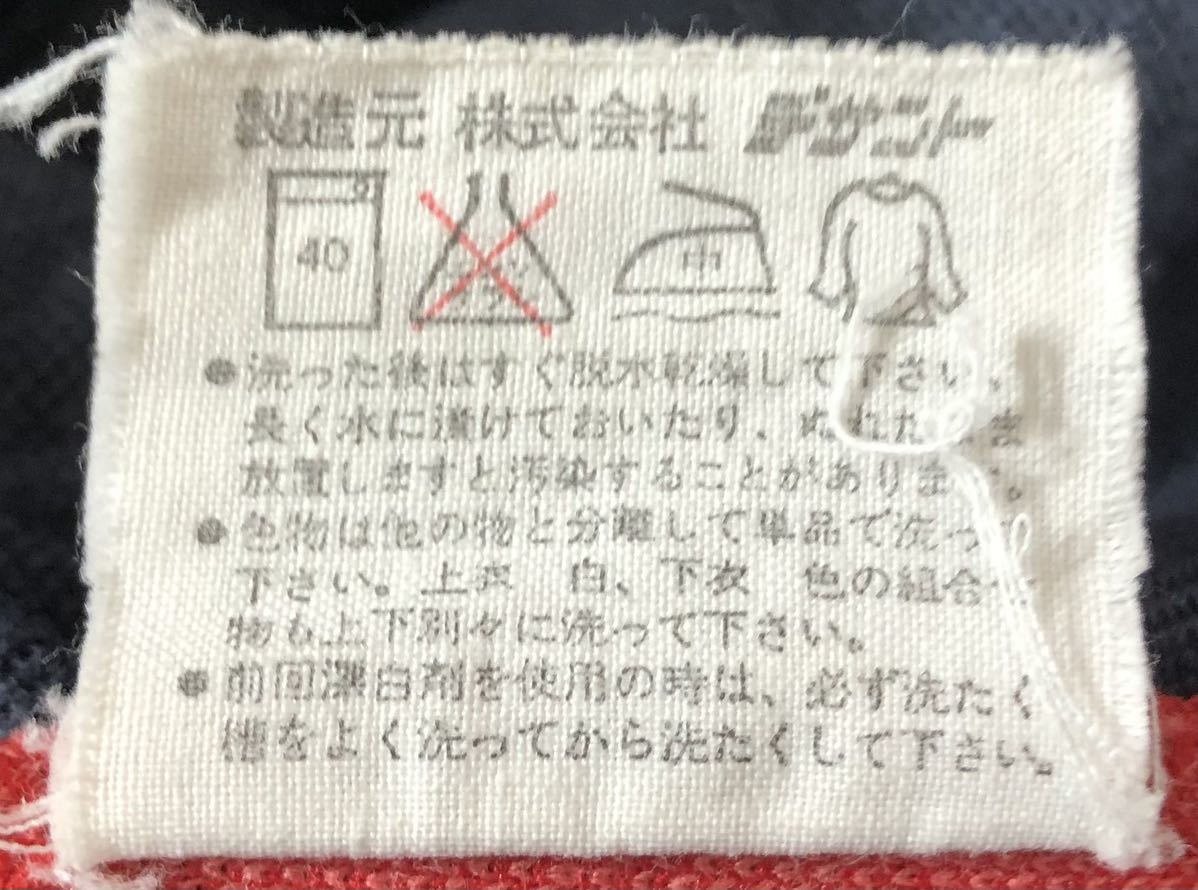 製造元 株式会社 デサント
40 中
●洗った後はすぐ脱水乾燥して下さい、
長く水に漬けておいたり、ぬれたまま
放置しますと汚染することがあります。
●色物は他の物と分離して単品で洗って
下さい。上衣 白、下衣 色の組合せ
物も上下別々に洗って下さい。
●前回漂白剤を使用の時は、必ず洗たく
槽をよく洗ってから洗たくして下さい。